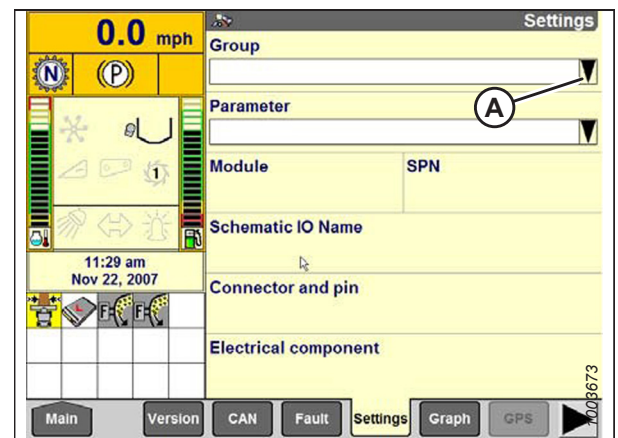 0.0 mph
Settings
Group
N
(P)
A
Parameter
1
Module
SPN
Schematic IO Name
11:29 am
Nov 22, 2007
Connector and pin
L
F
F
Electrical component
1003673
Main
Version
CAN
Fault
Settings
Graph
GPS